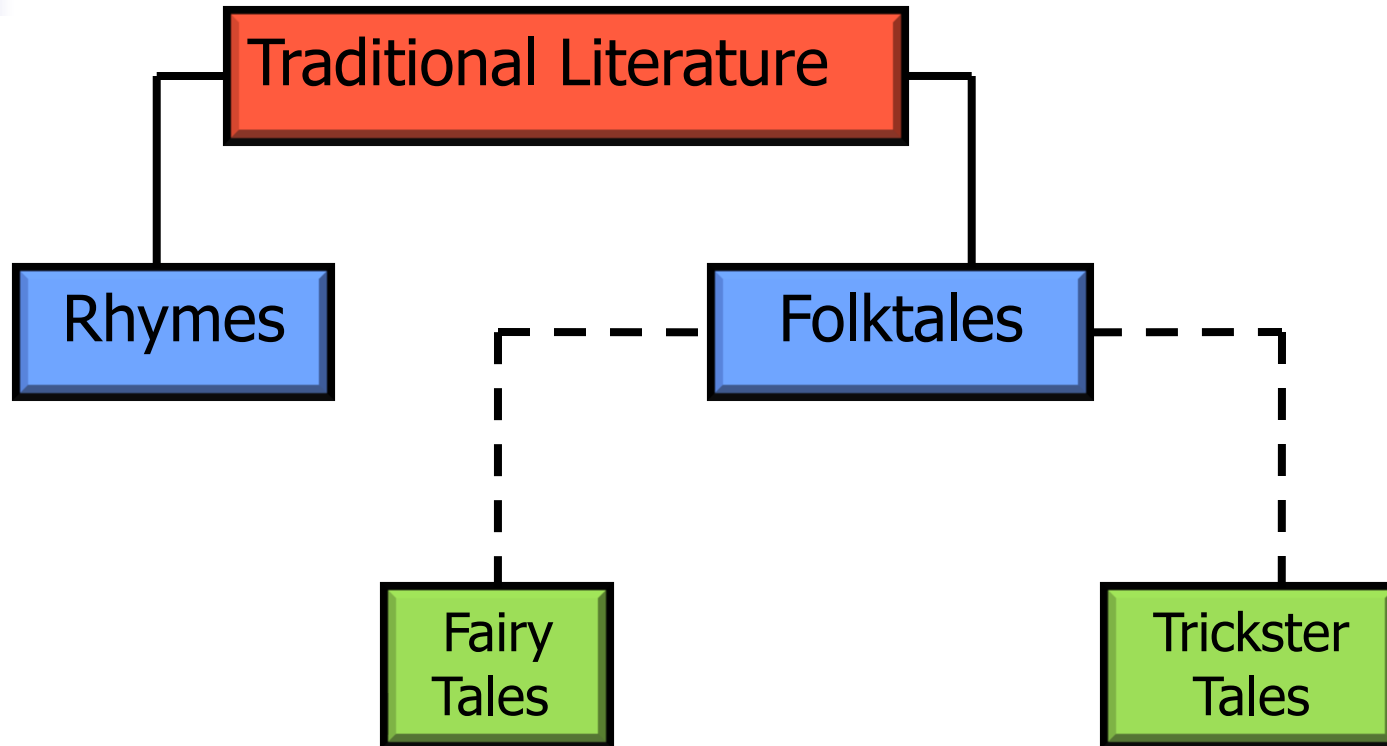 Traditional Literature
Rhymes
Folktales
Fairy
Tales
Trickster
Tales